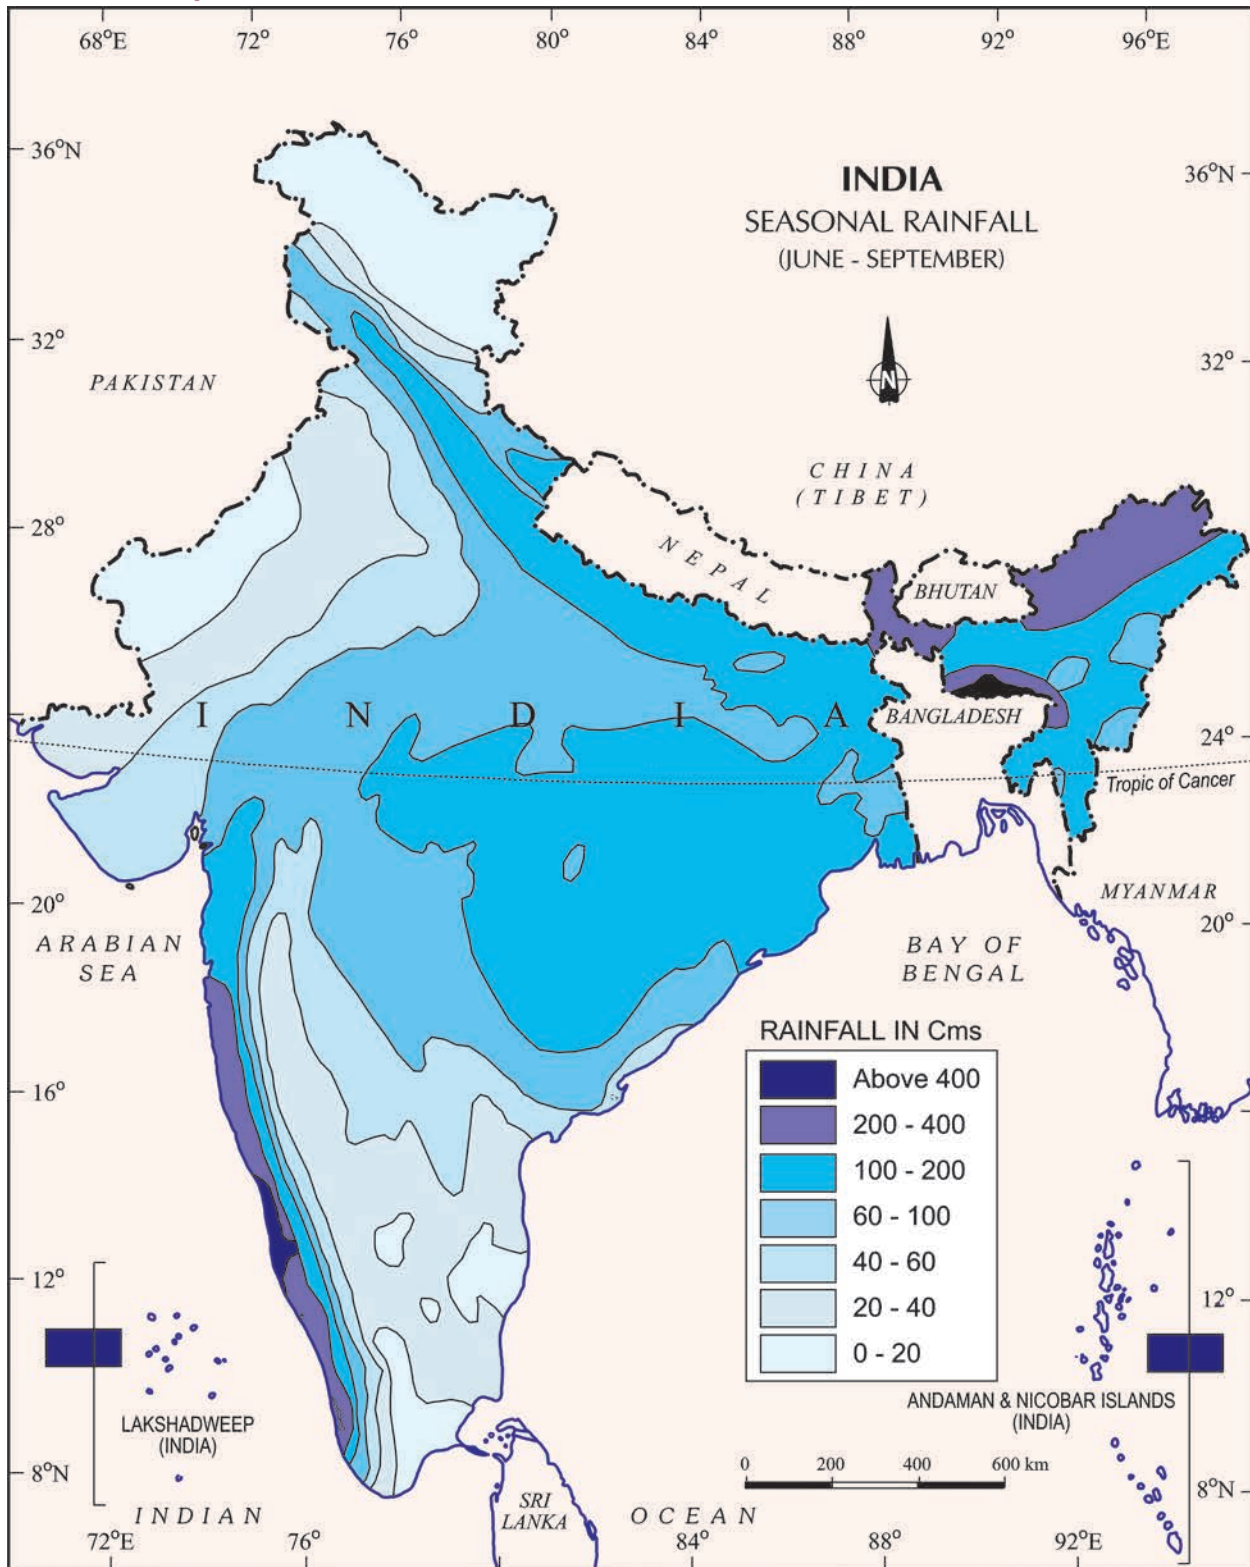 68°E 72° 76° 80° 84° 88° 92° 96°E
36°N
36°N
INDIA
SEASONAL RAINFALL
(JUNE - SEPTEMBER)
32°
32°
N
PAKISTAN
CHINA
(TIBET)
28°
NEPAL
BHUTAN
I N D I A
BANGLADESH
24°
Tropic of Cancer
MYANMAR
20°
20°
ARABIAN
SEA
BAY OF
BENGAL
RAINFALL IN Cms
Above 400
200 - 400
100 - 200
60 - 100
40 - 60
20 - 40
0 - 20
16°
12°
12°
LAKSHADWEEP
(INDIA)
ANDAMAN & NICOBAR ISLANDS
(INDIA)
0 200 400 600 km
8°N
8°N
INDIAN OCEAN
SRI
LANKA
72°E 76° 84° 88° 92°E